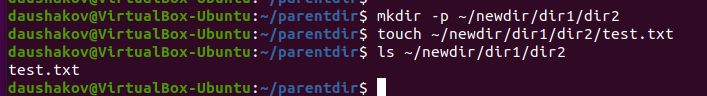 daushakov@VirtualBox-Ubuntu:~/parentdir$ mkdir -p ~/newdir/dir1/dir2
daushakov@VirtualBox-Ubuntu:~/parentdir$ touch ~/newdir/dir1/dir2/test.txt
daushakov@VirtualBox-Ubuntu:~/parentdir$ ls ~/newdir/dir1/dir2
test.txt
daushakov@VirtualBox-Ubuntu:~/parentdir$